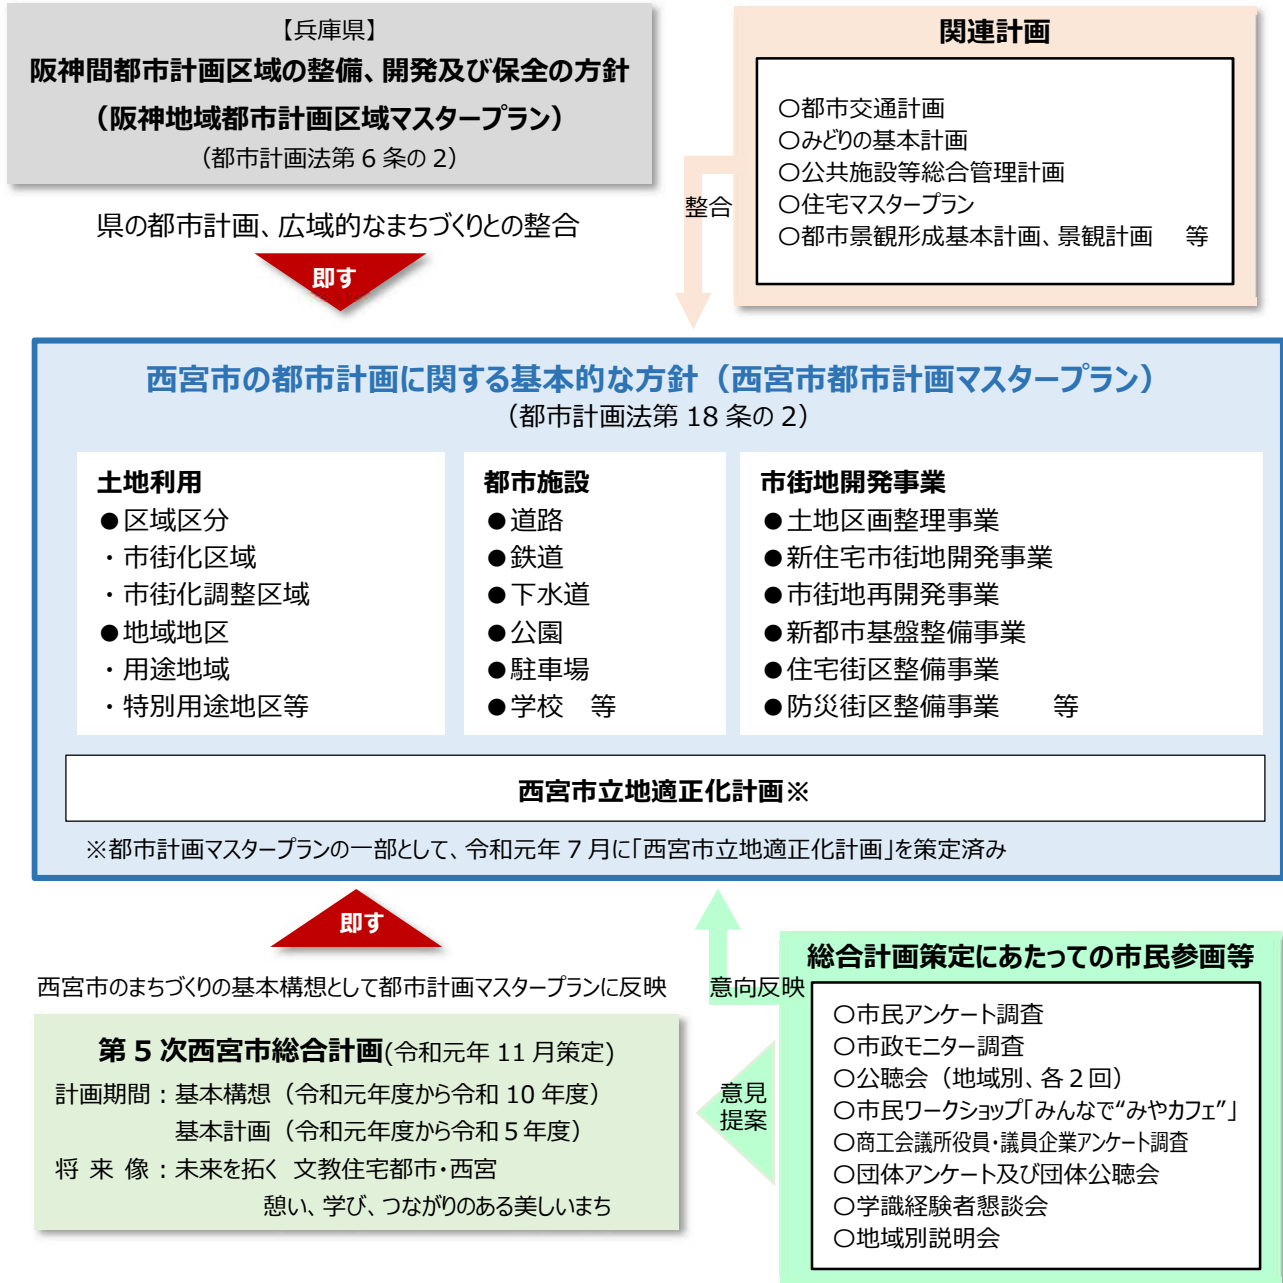 【兵庫県】
阪神間都市計画区域の整備、開発及び保全の方針
（阪神地域都市計画区域マスタープラン）
（都市計画法第 6 条の 2）
県の都市計画、広域的なまちづくりとの整合
即す
関連計画
○都市交通計画
○みどりの基本計画
○公共施設等総合管理計画
○住宅マスタープラン
○都市景観形成基本計画、景観計画　等
整合
西宮市の都市計画に関する基本的な方針（西宮市都市計画マスタープラン）
（都市計画法第 18 条の 2）
土地利用
●区域区分
・市街化区域
・市街化調整区域
●地域地区
・用途地域
・特別用途地区等
都市施設
●道路
●鉄道
●下水道
●公園
●駐車場
●学校　等
市街地開発事業
●土地区画整理事業
●新住宅市街地開発事業
●市街地再開発事業
●新都市基盤整備事業
●住宅街区整備事業
●防災街区整備事業　　等
西宮市立地適正化計画※
※都市計画マスタープランの一部として、令和元年 7 月に「西宮市立地適正化計画」を策定済み
即す
西宮市のまちづくりの基本構想として都市計画マスタープランに反映
第 5 次西宮市総合計画(令和元年 11 月策定)
計画期間：基本構想（令和元年度から令和 10 年度）
基本計画（令和元年度から令和 5 年度）
将 来 像：未来を拓く 文教住宅都市・西宮
憩い、学び、つながりのある美しいまち
意向反映
意見
提案
総合計画策定にあたっての市民参画等
○市民アンケート調査
○市政モニター調査
○公聴会（地域別、各 2 回）
○市民ワークショップ「みんなで“みやカフェ”」
○商工会議所役員・議員企業アンケート調査
○団体アンケート及び団体公聴会
○学識経験者懇談会
○地域別説明会